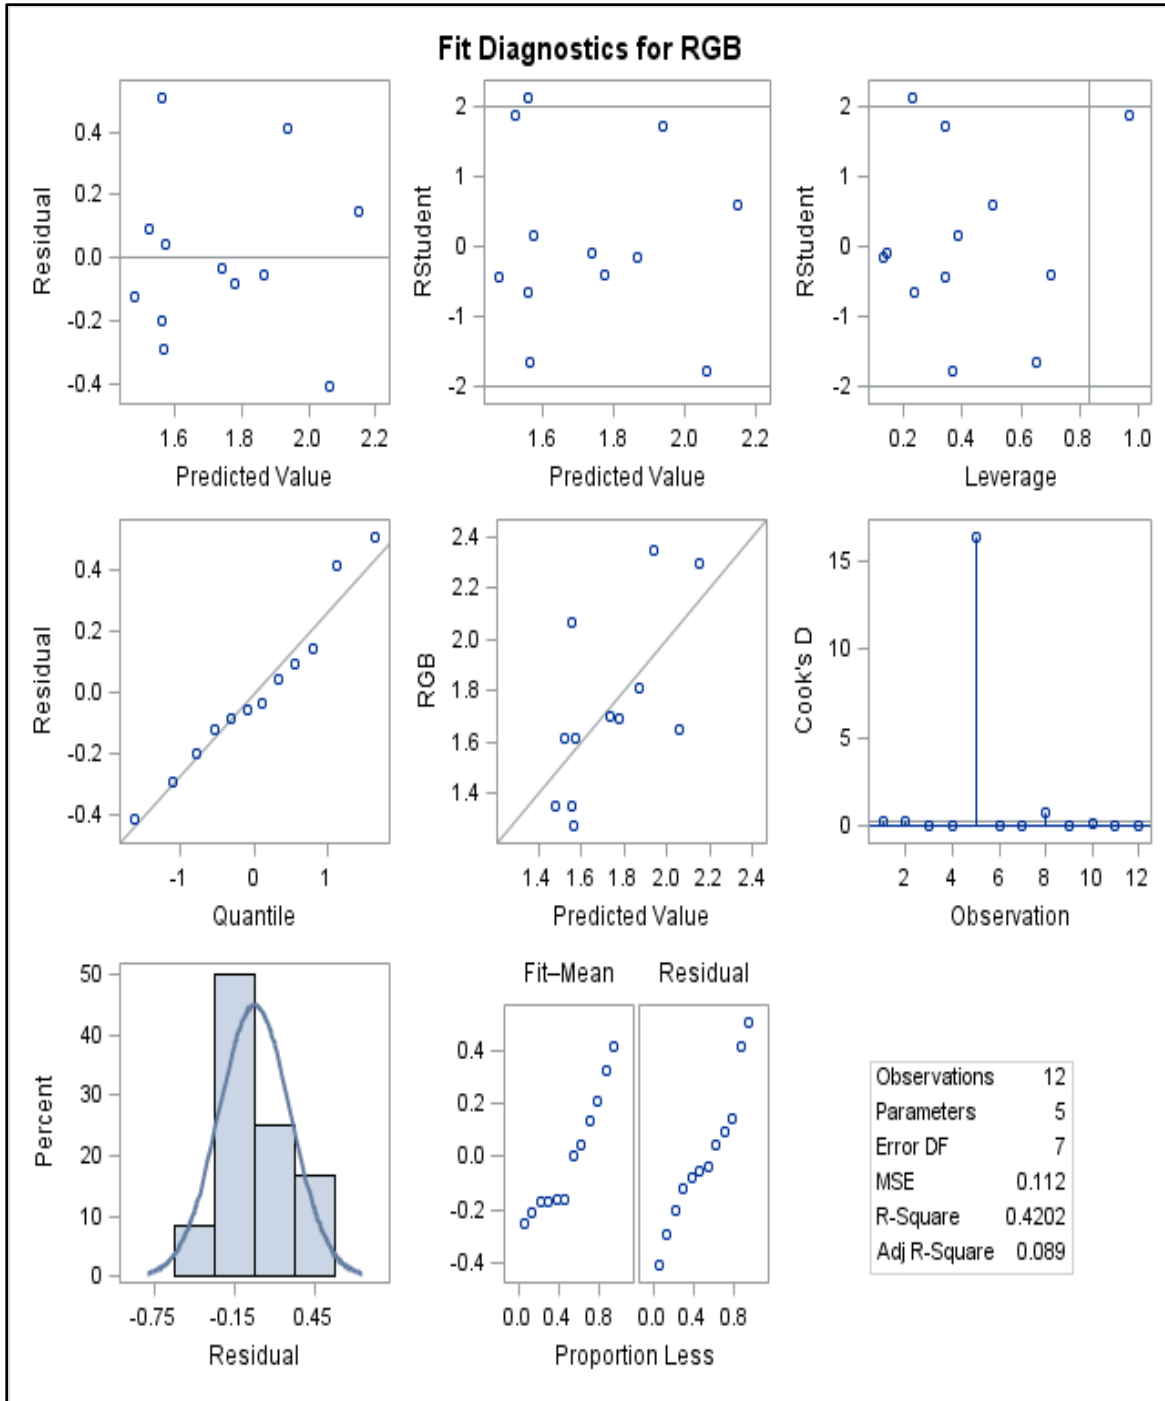 Fit Diagnostics for RGB
Residual
0.4
0.2
0.0
-0.2
-0.4
1.6 1.8 2.0 2.2
Predicted Value
RStudent
2
1
0
-1
-2
1.6 1.8 2.0 2.2
Predicted Value
RStudent
2
1
0
-1
-2
0.2 0.4 0.6 0.8 1.0
Leverage
Residual
0.4
0.2
0.0
-0.2
-0.4
-1 0 1
Quantile
RGB
2.4
2.2
2.0
1.8
1.6
1.4
1.4 1.6 1.8 2.0 2.2 2.4
Predicted Value
Cook's D
15
10
5
0
2 4 6 8 10 12
Observation
Percent
50
40
30
20
10
0
-0.75 -0.15 0.45
Residual
Fit–Mean Residual
0.4
0.2
0.0
-0.2
-0.4
0.0 0.4 0.8 0.0 0.4 0.8
Proportion Less
Observations 12
Parameters 5
Error DF 7
MSE 0.112
R-Square 0.4202
Adj R-Square 0.089